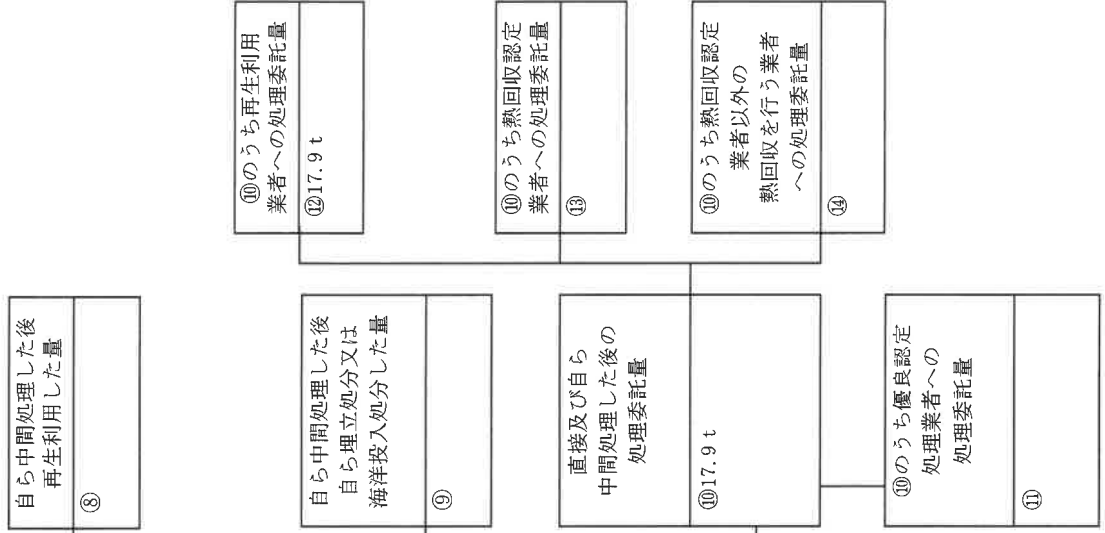 自ら中間処理した後
再生利用した量
⑧
自ら中間処理した後
自ら埋立処分又は
海洋投入処分した量
⑨
直接及び自ら
中間処理した後の
処理委託量
⑩17.9ｔ
⑩のうち優良認定
処理業者への
処理委託量
⑪
⑩のうち再生利用
業者への処理委託量
⑫17.9ｔ
⑩のうち熱回収認定
業者への処理委託量
⑬
⑩のうち熱回収認定
業者以外の
熱回収を行う業者
への処理委託量
⑭